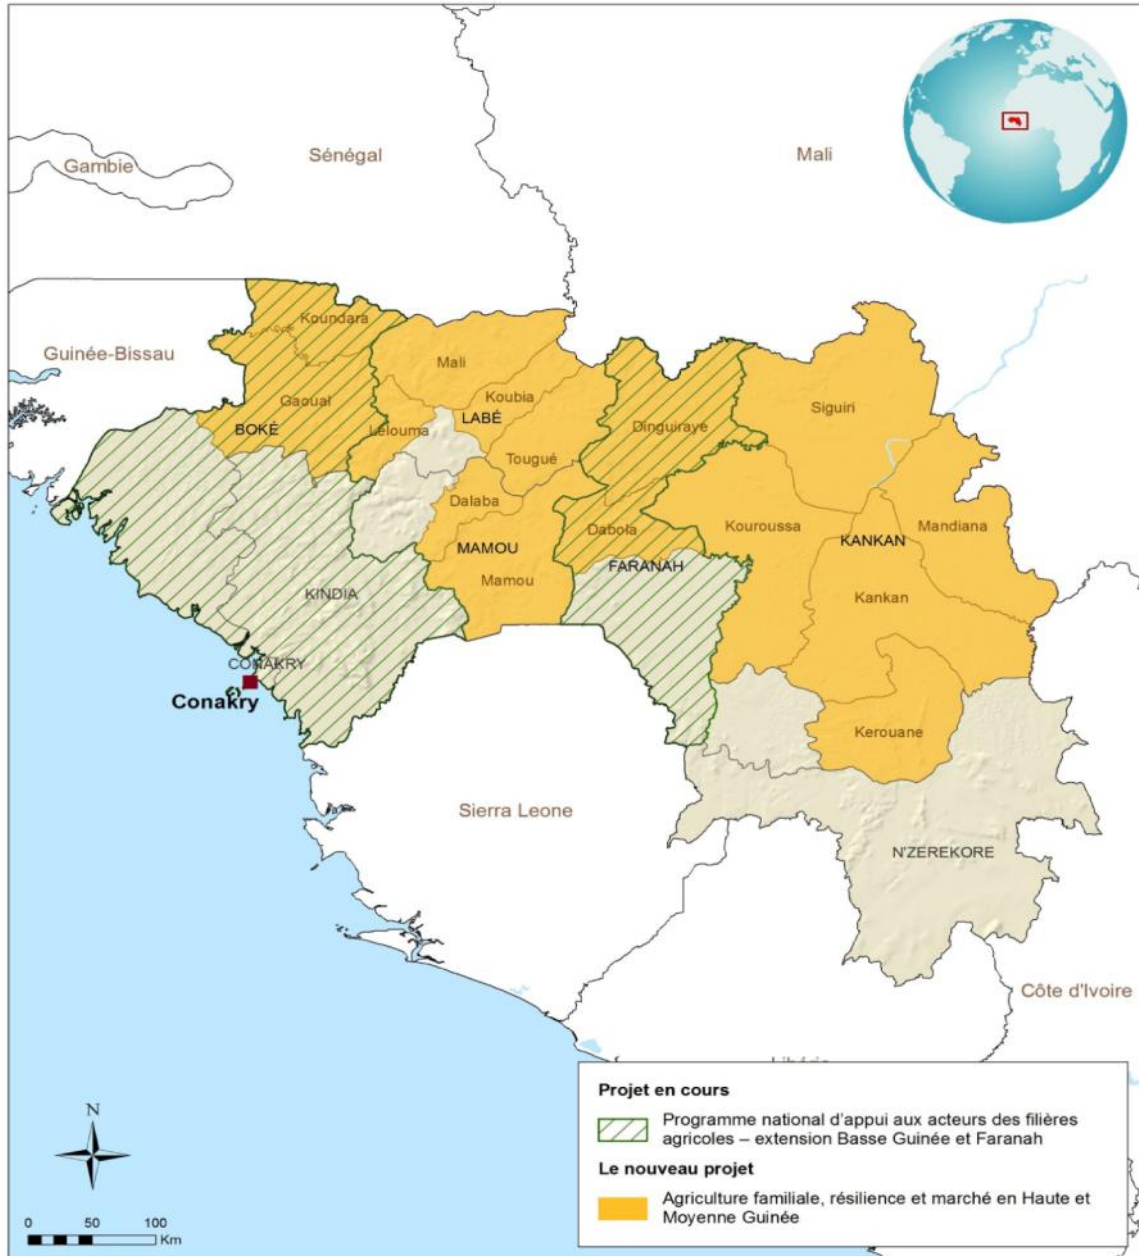 Gambie
Sénégal
Mali
Guinée-Bissau
Koundara
Mali
Koubia
Gaoual
BOKÉ
Lelouma
LABÉ
Dinguiraye
Siguiri
Tougué
Dalaba
Dabola
Kouroussa
Mandiana
MAMOU
KANKAN
Mamou
FARANAH
KINDIA
Kankan
CONAKRY
Conakry
Kerouane
Sierra Leone
N'ZEREKORE
Côte d'Ivoire
Projet en cours
Programme national d'appui aux acteurs des filières
agricoles – extension Basse Guinée et Faranah
Le nouveau projet
Agriculture familiale, résilience et marché en Haute et
Moyenne Guinée
N
0 50 100
Km